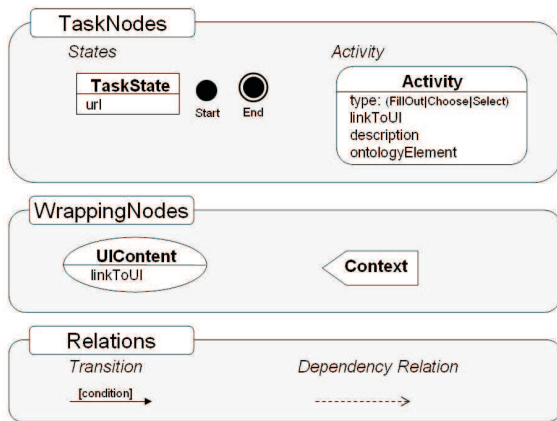 TaskNodes
States
Activity
TaskState
url
Start
End
Activity
type: (FillOut|Choose|Select)
linkToUI
description
ontologyElement
WrappingNodes
UIContent
linkToUI
Context
Relations
Transition
Dependency Relation
[condition]